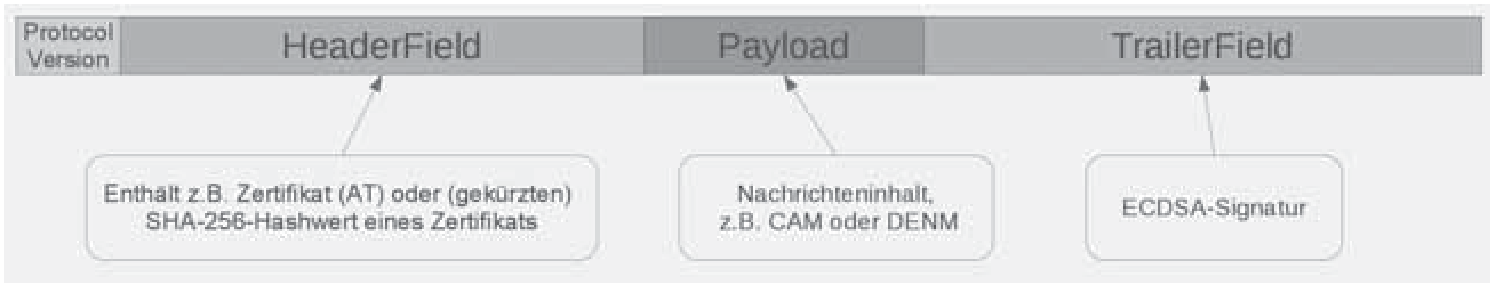 Protocol
Version
HeaderField
Payload
TrailerField
Enthält z.B. Zertifikat (AT) oder (gekürzten)
SHA-256-Hashwert eines Zertifikats
Nachrichteninhalt,
z.B. CAM oder DENM
ECDSA-Signatur